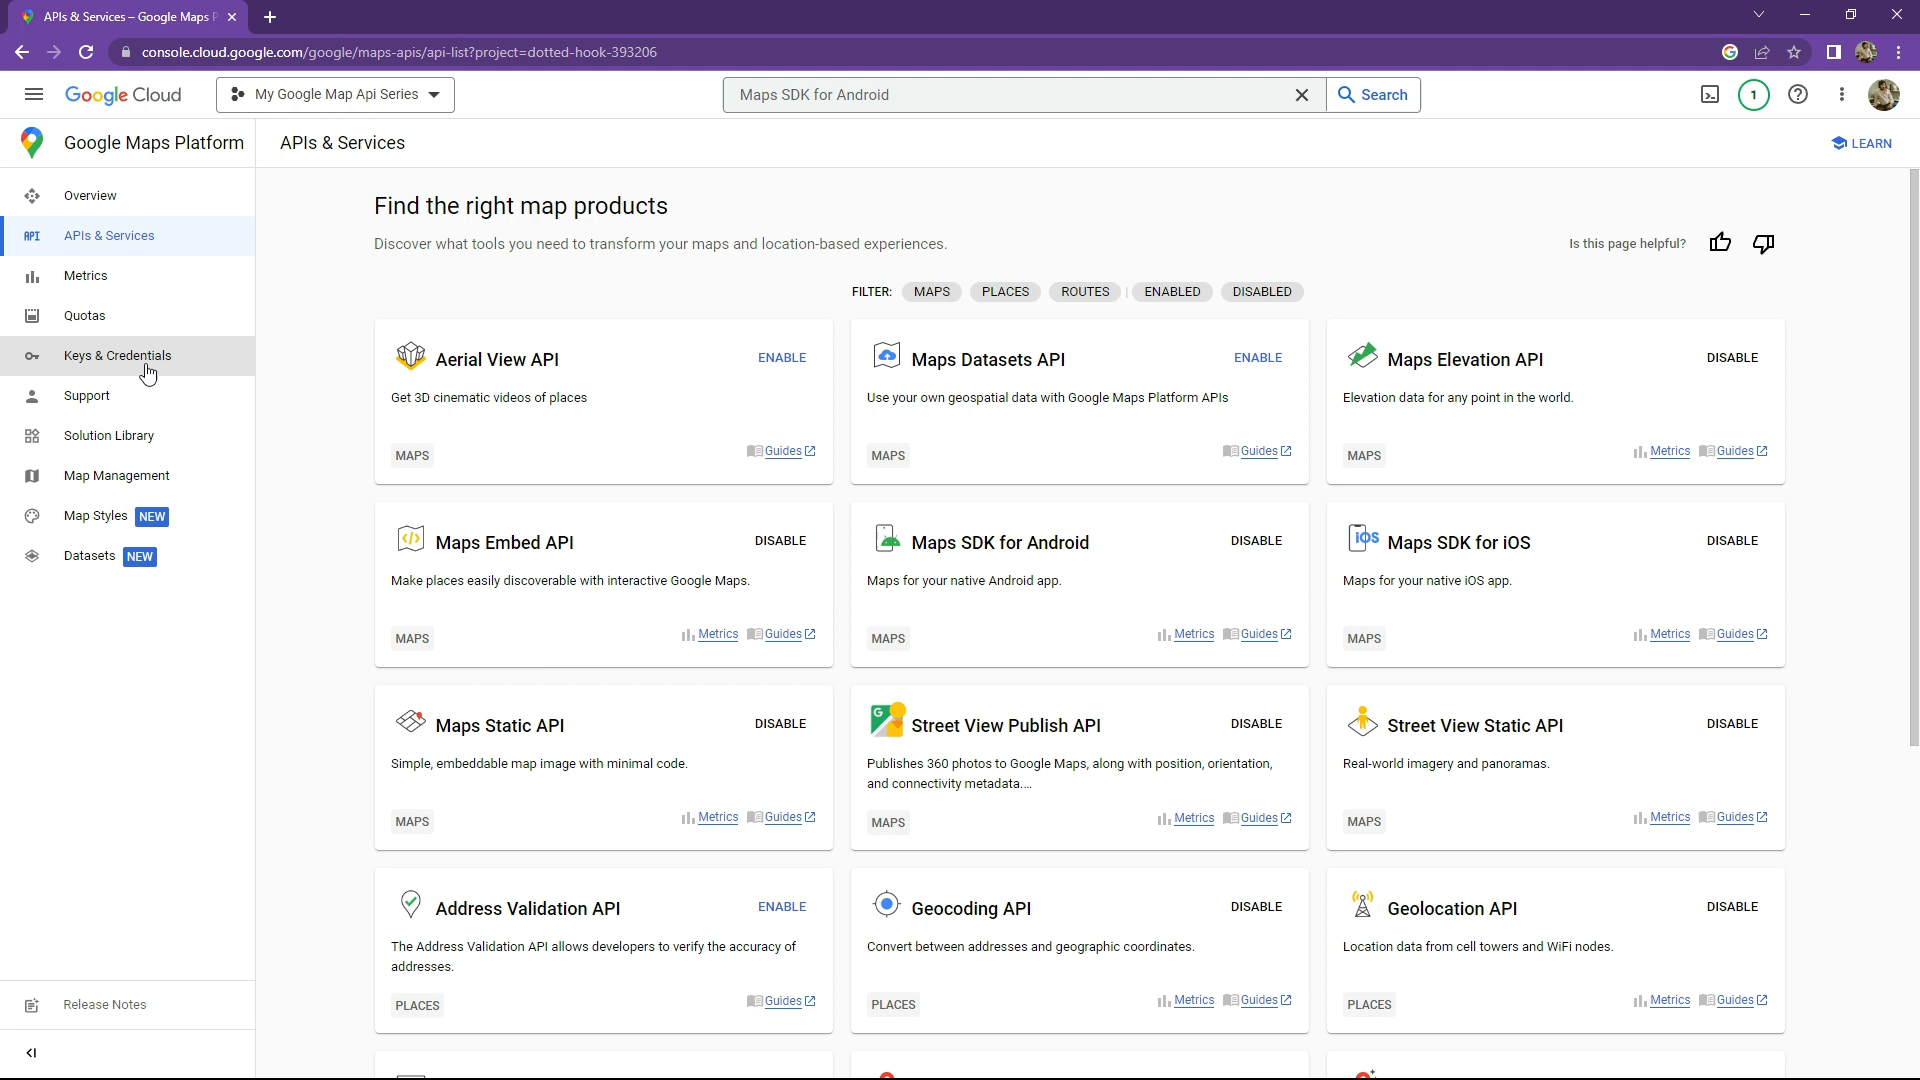 APIs & Services – Google Maps P
console.cloud.google.com/google/maps-apis/api-list?project=dotted-hook-393206
Google Cloud
My Google Map Api Series
Maps SDK for Android
Search
1
Google Maps Platform
APIs & Services
LEARN
Overview
API APIs & Services
Metrics
Quotas
Keys & Credentials
Support
Solution Library
Map Management
Map Styles NEW
Datasets NEW
Release Notes
Find the right map products
Discover what tools you need to transform your maps and location-based experiences.
Is this page helpful?
FILTER: MAPS PLACES ROUTES ENABLED DISABLED
Aerial View API ENABLE
Get 3D cinematic videos of places
MAPS Guides
Maps Datasets API ENABLE
Use your own geospatial data with Google Maps Platform APIs
MAPS Guides
Maps Elevation API DISABLE
Elevation data for any point in the world.
MAPS Metrics Guides
Maps Embed API DISABLE
Make places easily discoverable with interactive Google Maps.
MAPS Metrics Guides
Maps SDK for Android DISABLE
Maps for your native Android app.
MAPS Metrics Guides
iOS Maps SDK for iOS DISABLE
Maps for your native iOS app.
MAPS Metrics Guides
Maps Static API DISABLE
Simple, embeddable map image with minimal code.
MAPS Metrics Guides
G Street View Publish API DISABLE
Publishes 360 photos to Google Maps, along with position, orientation,
and connectivity metadata....
MAPS Metrics Guides
Street View Static API DISABLE
Real-world imagery and panoramas.
MAPS Metrics Guides
Address Validation API ENABLE
The Address Validation API allows developers to verify the accuracy of
addresses.
PLACES Guides
Geocoding API DISABLE
Convert between addresses and geographic coordinates.
PLACES Metrics Guides
Geolocation API DISABLE
Location data from cell towers and WiFi nodes.
PLACES Metrics Guides